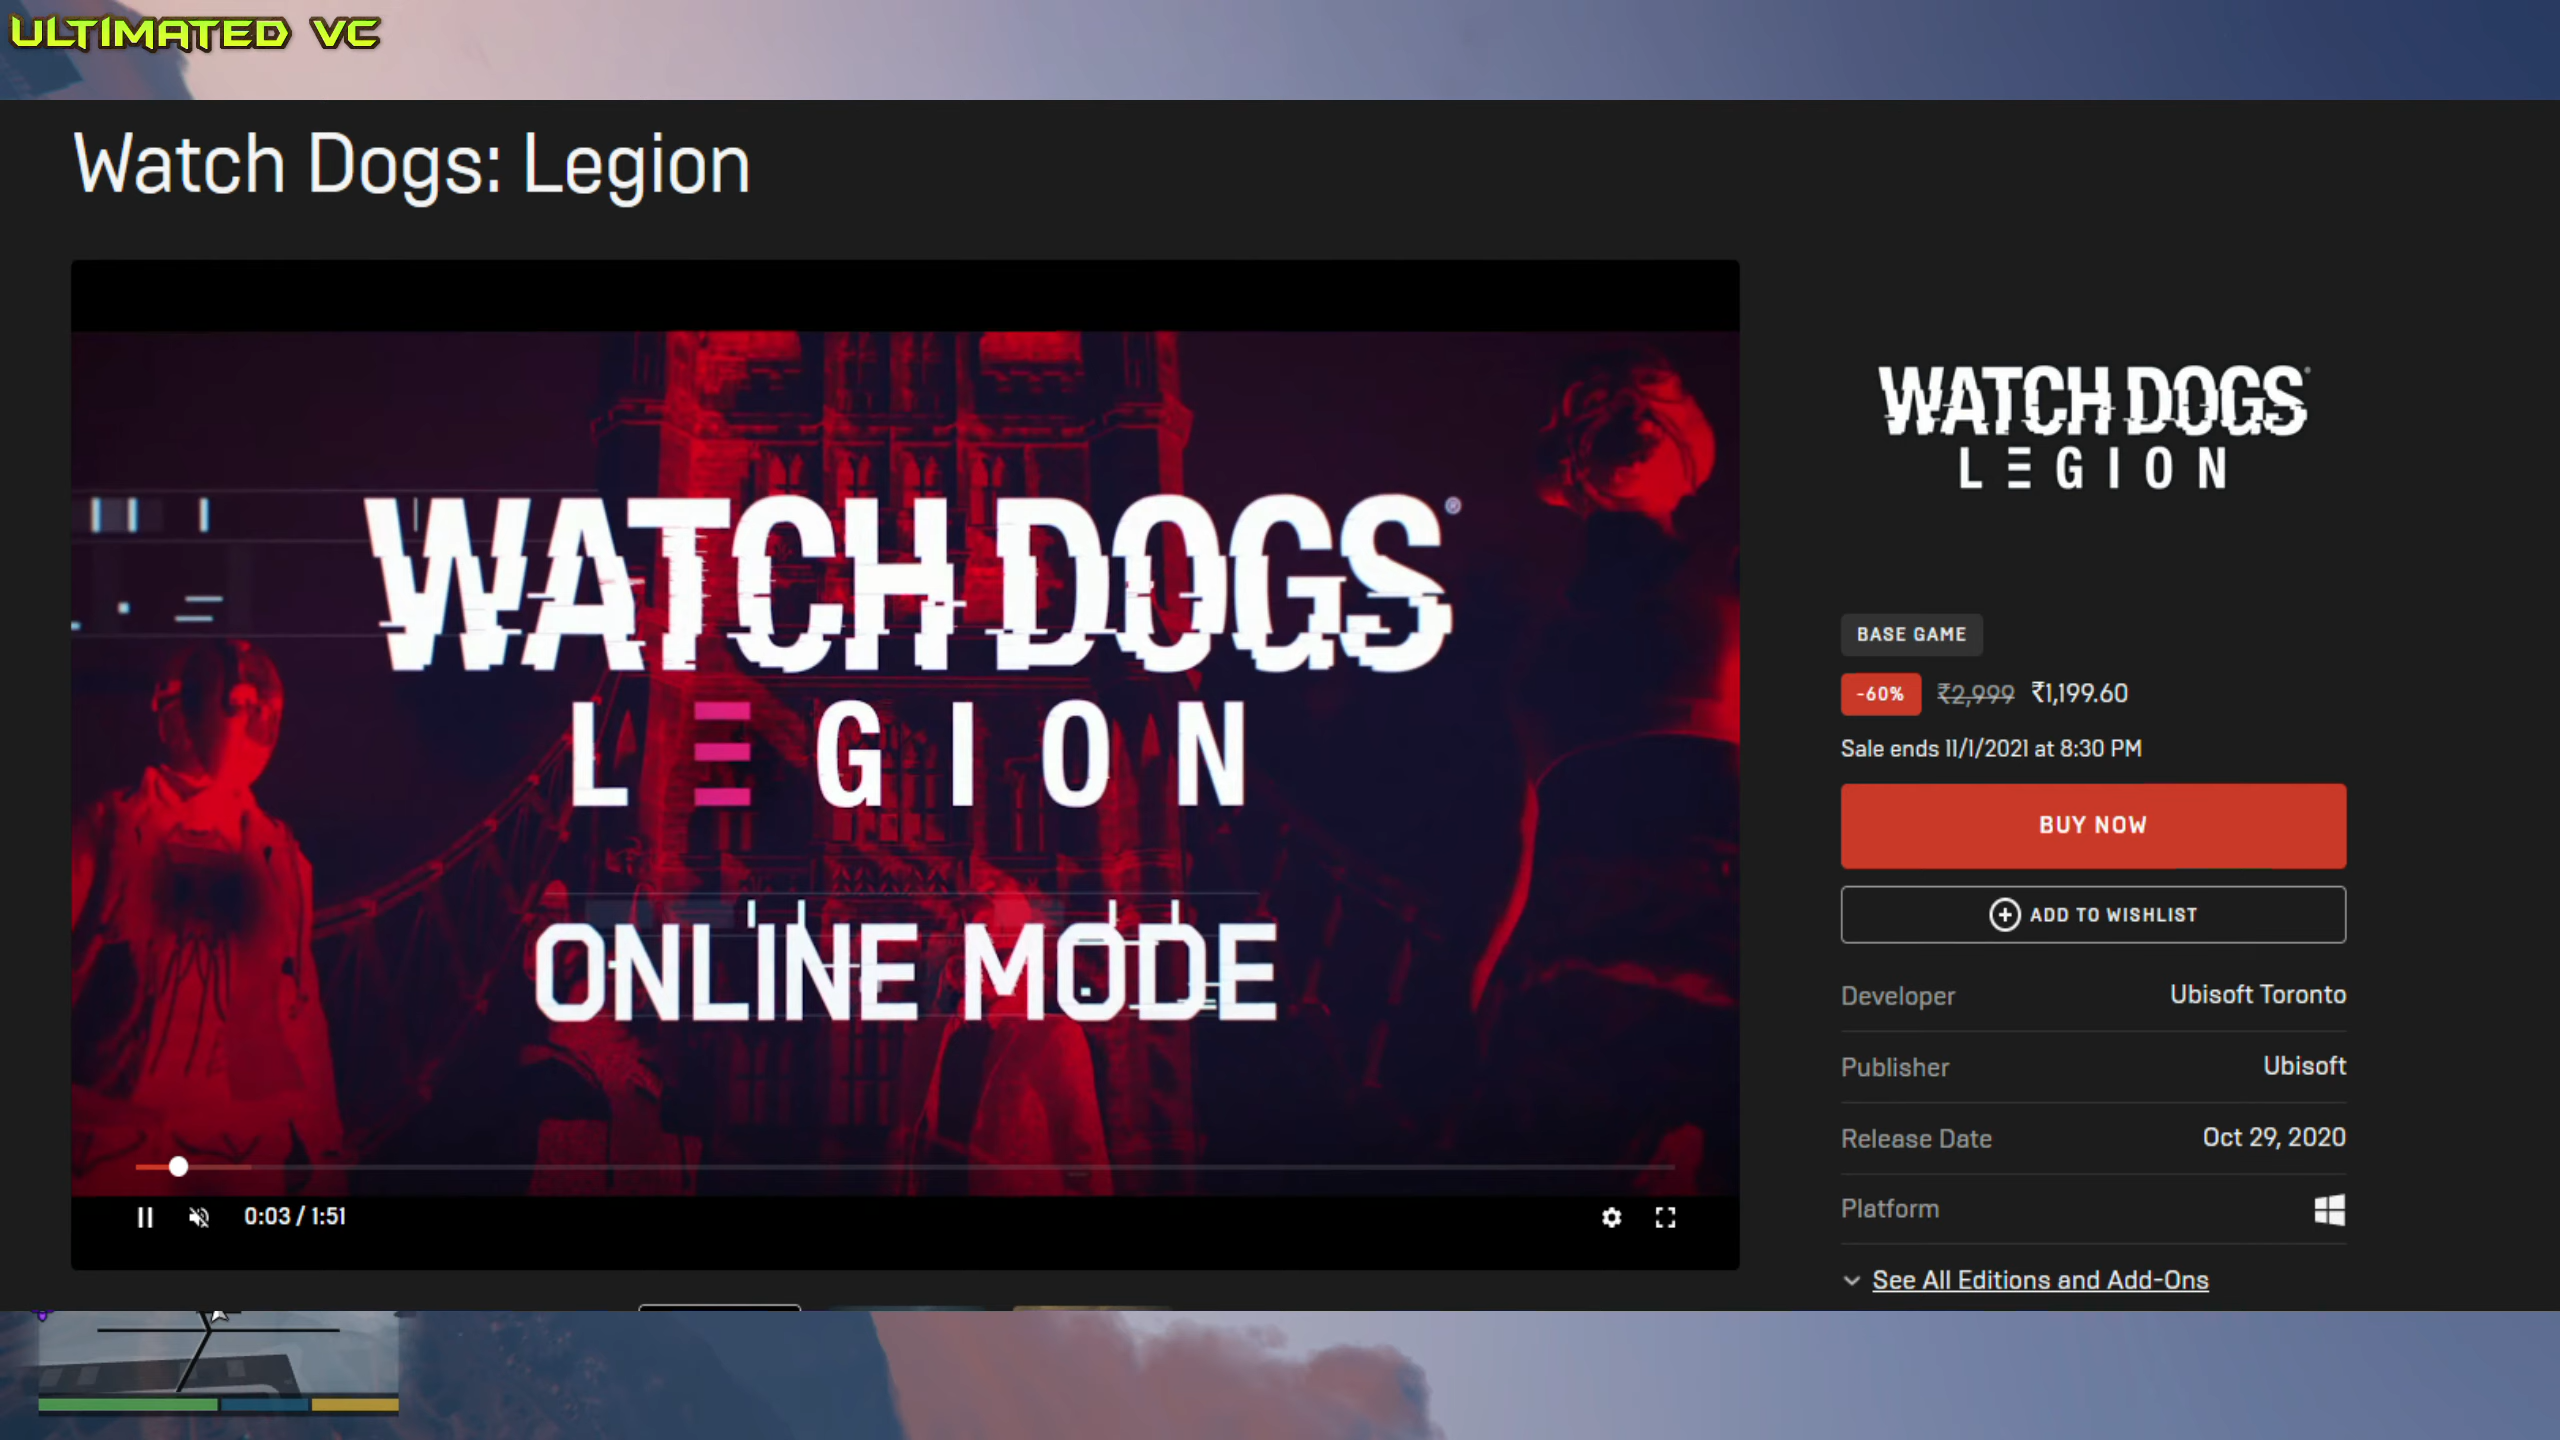 ULTIMATED VC
Watch Dogs: Legion
WATCH DOGS®
LEGION
ONLINE MODE
0:03 / 1:51
WATCH DOGS®
LEGION
BASE GAME
-60% ₹2,999 ₹1,199.60
Sale ends 11/1/2021 at 8:30 PM
BUY NOW
ADD TO WISHLIST
Developer Ubisoft Toronto
Publisher Ubisoft
Release Date Oct 29, 2020
Platform
See All Editions and Add-Ons